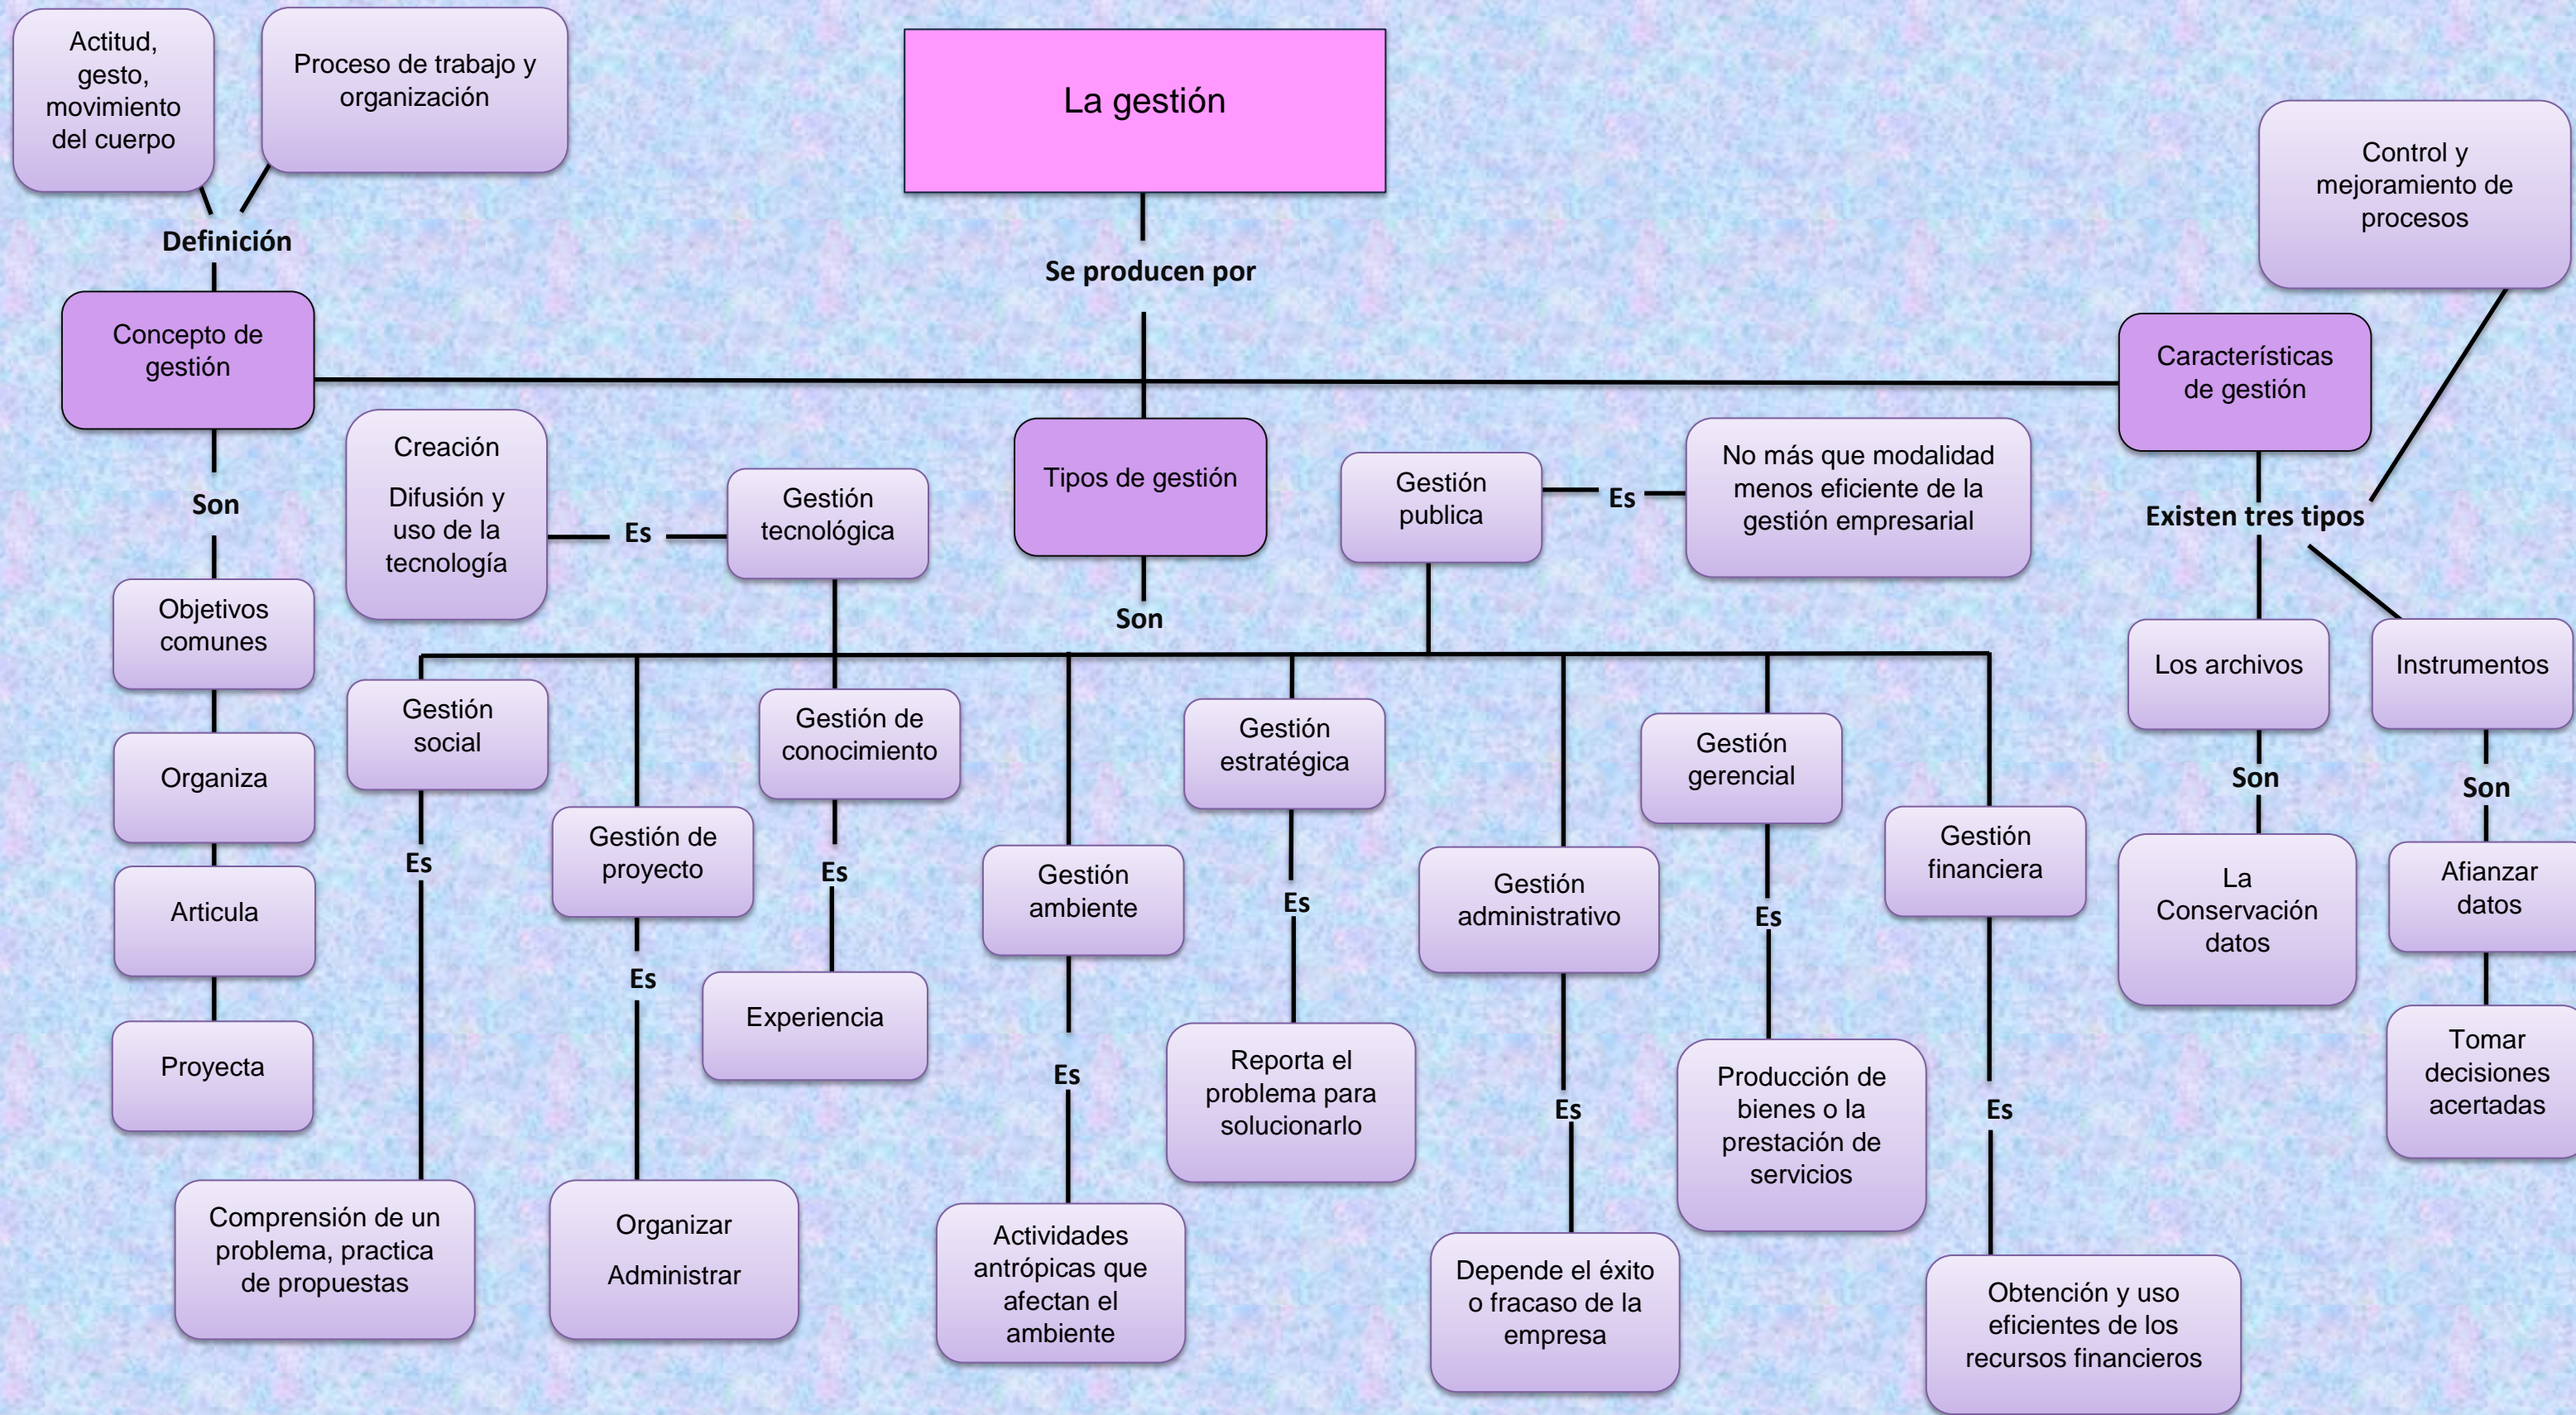 Actitud,
gesto,
movimiento
del cuerpo
Proceso de trabajo y
organización
La gestión
Control y
mejoramiento de
procesos
Definición
Se producen por
Concepto de
gestión
Características
de gestión
Creación
Difusión y
uso de la
tecnología
Es
Gestión
tecnológica
Tipos de gestión
Gestión
publica
Es
No más que modalidad
menos eficiente de la
gestión empresarial
Son
Existen tres tipos
Son
Objetivos
comunes
Organiza
Articula
Proyecta
Los archivos
Instrumentos
Son
Son
La
Conservación
datos
Afianzar
datos
Tomar
decisiones
acertadas
Gestión
social
Es
Comprensión de un
problema, practica
de propuestas
Gestión de
proyecto
Es
Organizar
Administrar
Gestión de
conocimiento
Es
Experiencia
Gestión
ambiente
Es
Actividades
antrópicas que
afectan el
ambiente
Gestión
estratégica
Es
Reporta el
problema para
solucionarlo
Gestión
administrativo
Es
Depende el éxito
o fracaso de la
empresa
Gestión
gerencial
Es
Producción de
bienes o la
prestación de
servicios
Gestión
financiera
Es
Obtención y uso
eficientes de los
recursos financieros